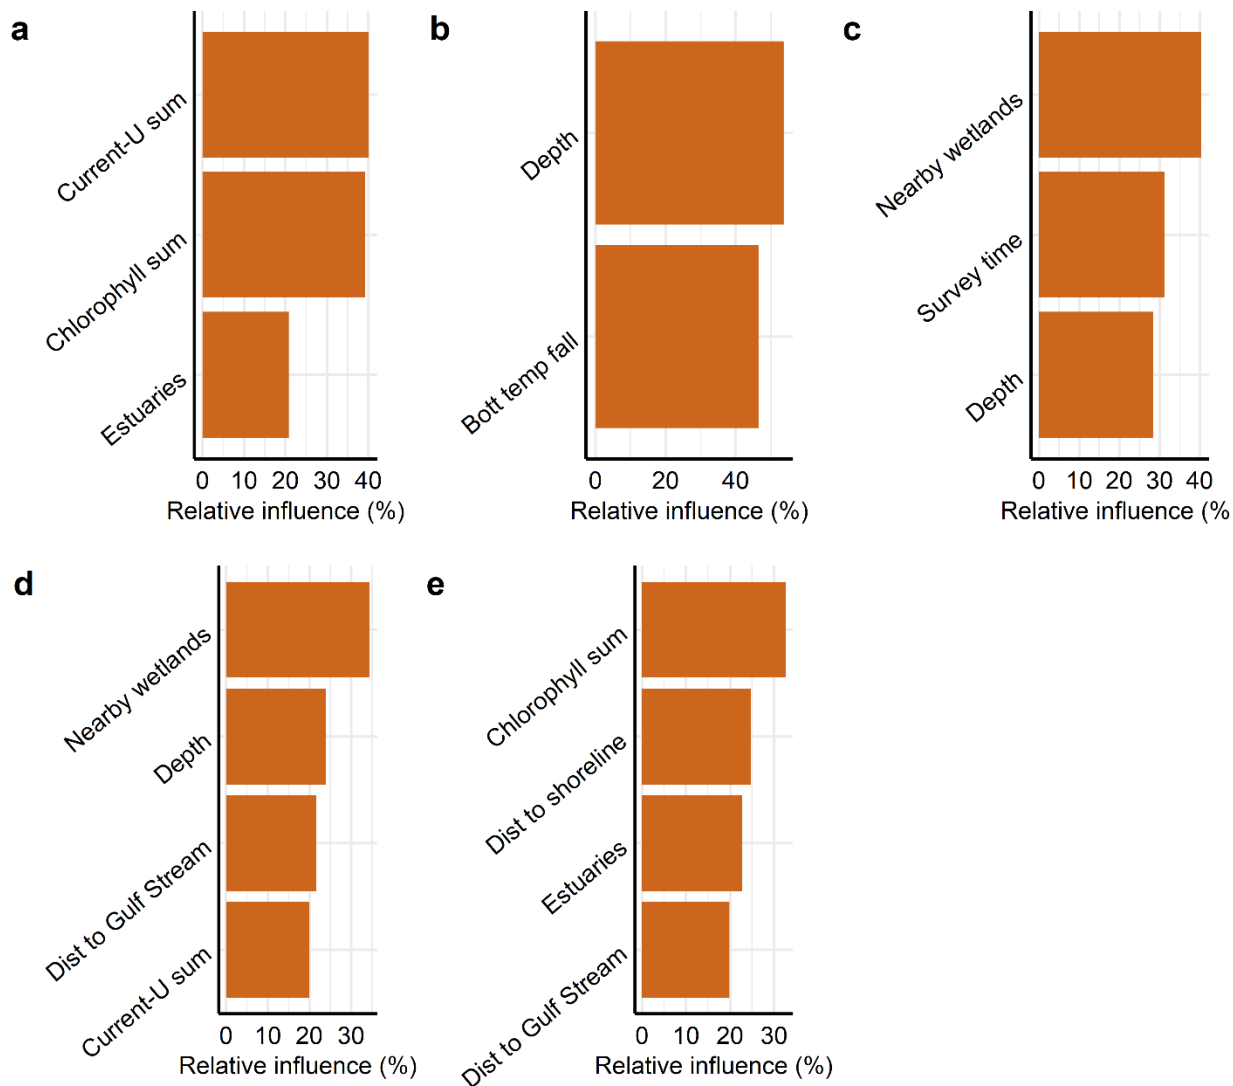 a
Current-U sum
Chlorophyll sum
Estuaries
0 10 20 30 40
Relative influence (%)
b
Depth
Bott temp fall
0 20 40
Relative influence (%)
c
Nearby wetlands
Survey time
Depth
0 10 20 30 40
Relative influence (%
d
Nearby wetlands
Depth
Dist to Gulf Stream
Current-U sum
0 10 20 30
Relative influence (%)
e
Chlorophyll sum
Dist to shoreline
Estuaries
Dist to Gulf Stream
0 10 20 30
Relative influence (%)